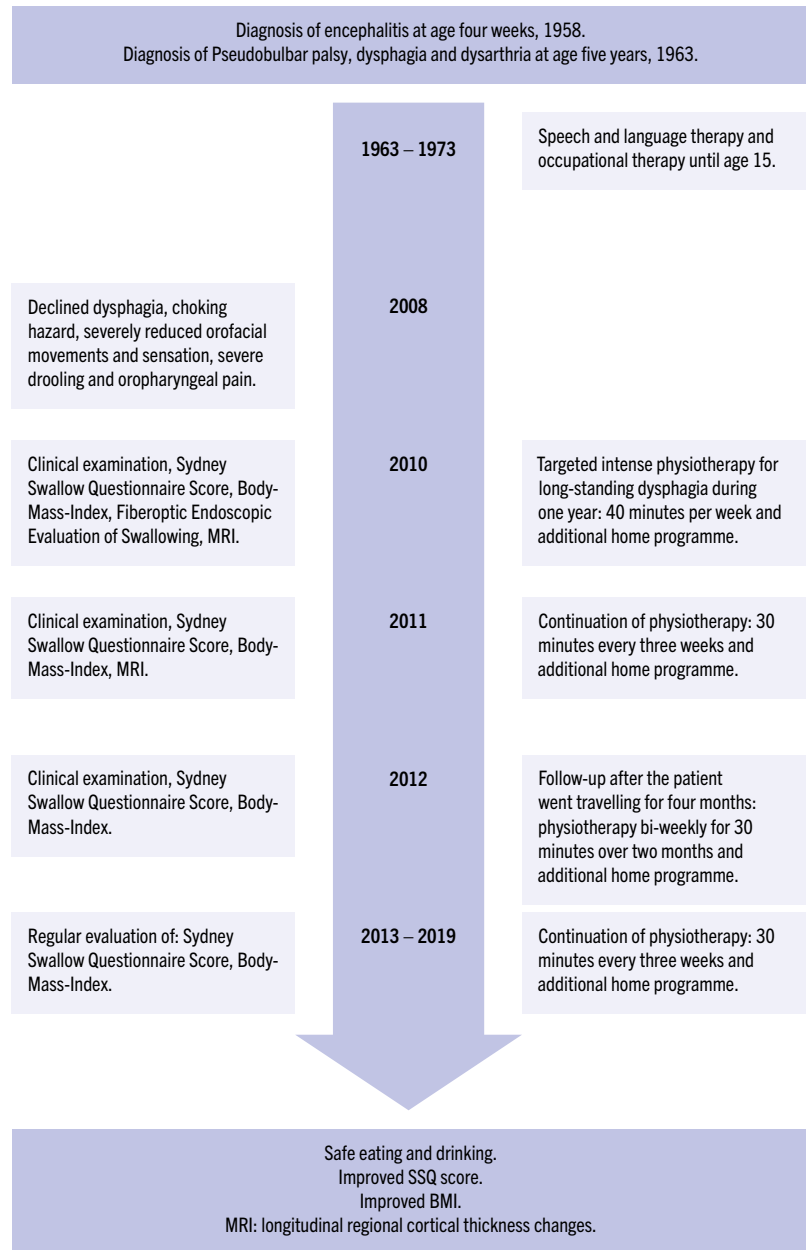 Diagnosis of encephalitis at age four weeks, 1958.
Diagnosis of Pseudobulbar palsy, dysphagia and dysarthria at age five years, 1963.
1963 – 1973
Speech and language therapy and
occupational therapy until age 15.
Declined dysphagia, choking
hazard, severely reduced orofacial
movements and sensation, severe
drooling and oropharyngeal pain.
2008
Clinical examination, Sydney
Swallow Questionnaire Score, Body-
Mass-Index, Fiberoptic Endoscopic
Evaluation of Swallowing, MRI.
2010
Targeted intense physiotherapy for
long-standing dysphagia during
one year: 40 minutes per week and
additional home programme.
Clinical examination, Sydney
Swallow Questionnaire Score, Body-
Mass-Index, MRI.
2011
Continuation of physiotherapy: 30
minutes every three weeks and
additional home programme.
Clinical examination, Sydney
Swallow Questionnaire Score, Body-
Mass-Index.
2012
Follow-up after the patient
went travelling for four months:
physiotherapy bi-weekly for 30
minutes over two months and
additional home programme.
Regular evaluation of: Sydney
Swallow Questionnaire Score, Body-
Mass-Index.
2013 – 2019
Continuation of physiotherapy: 30
minutes every three weeks and
additional home programme.
Safe eating and drinking.
Improved SSQ score.
Improved BMI.
MRI: longitudinal regional cortical thickness changes.